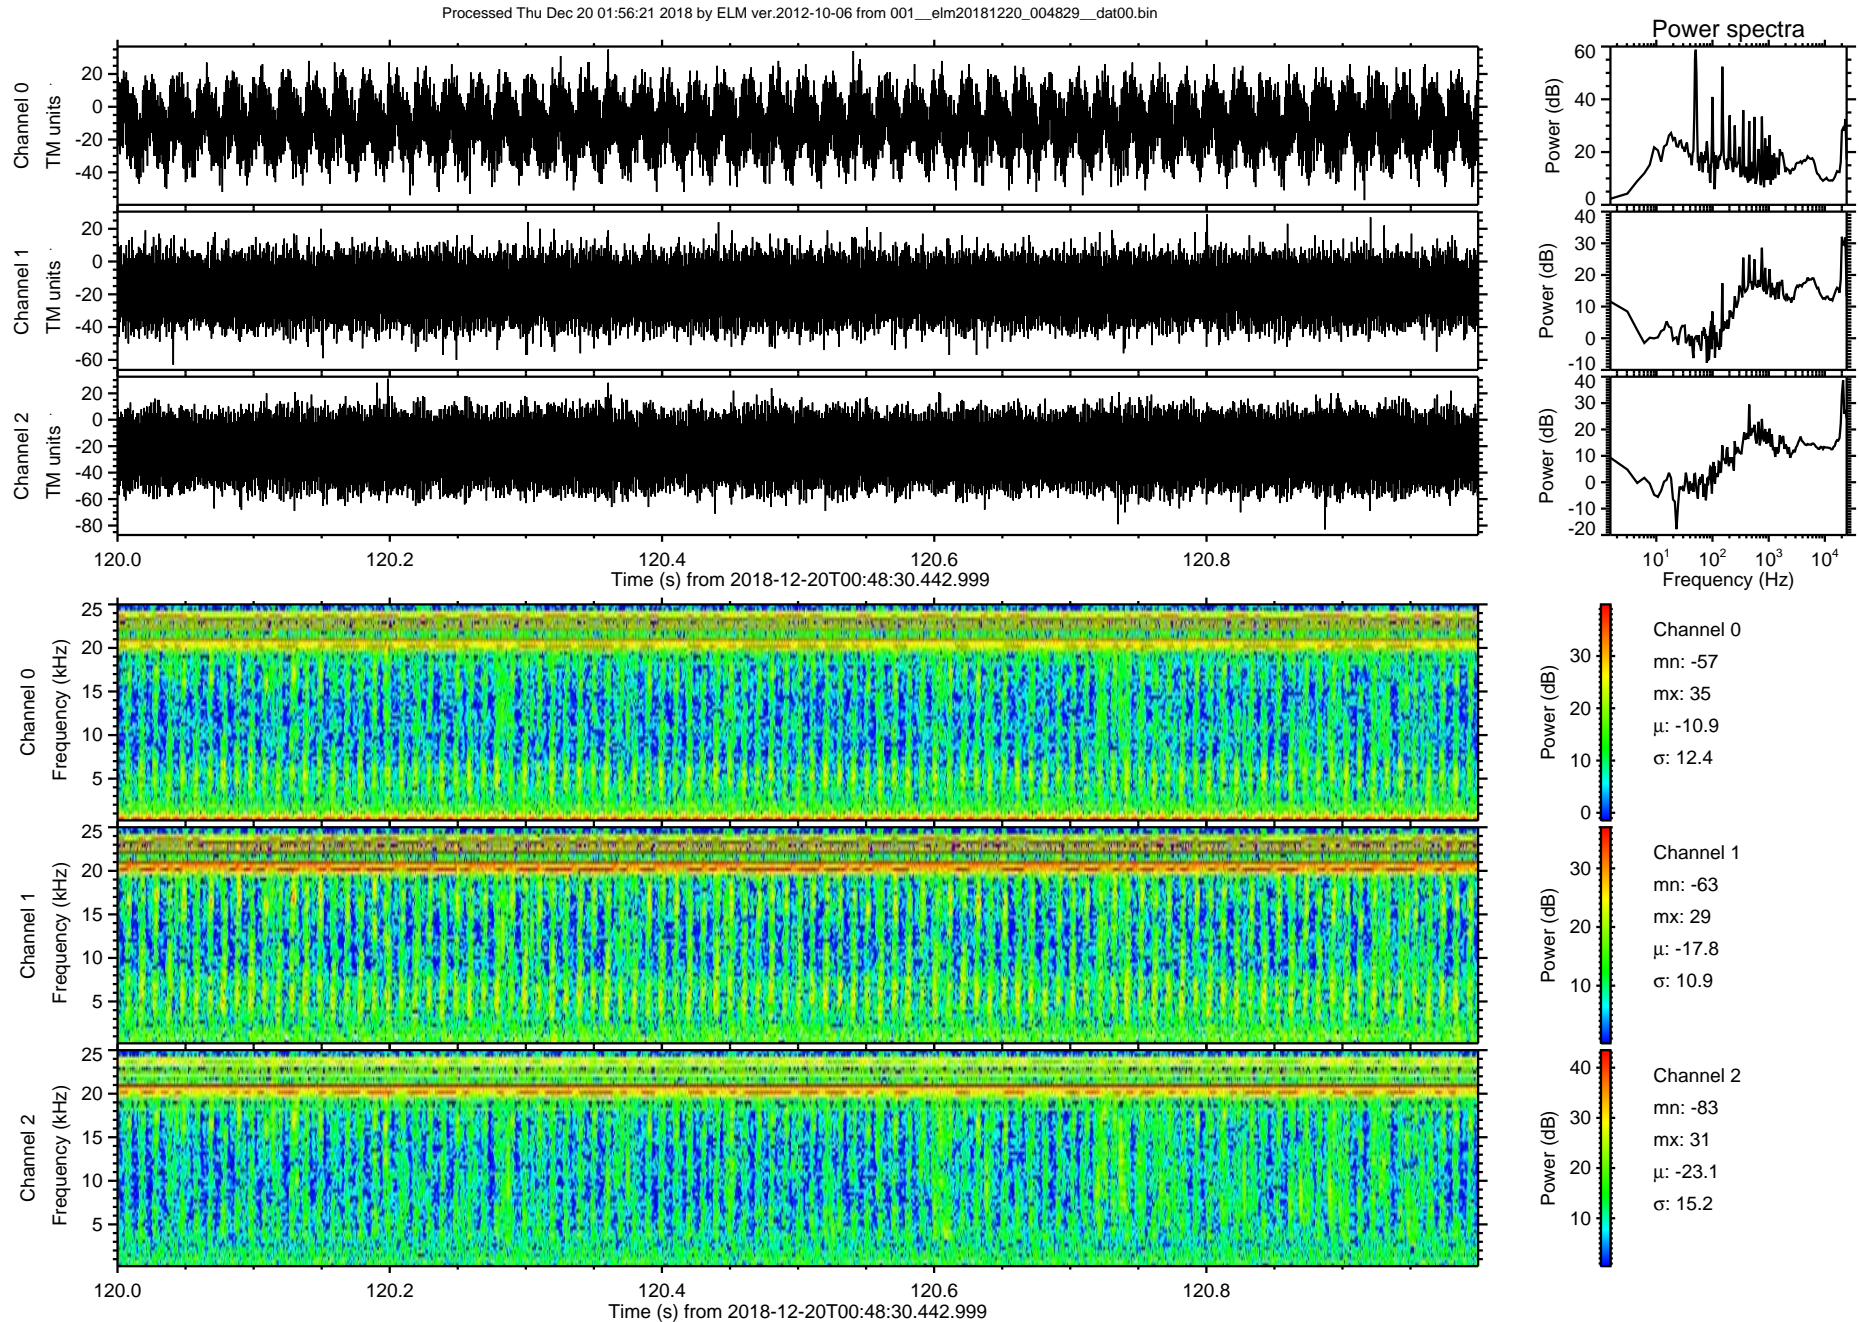 Processed Thu Dec 20 01:56:21 2018 by ELM ver.2012-10-06 from 001__elm20181220_004829__dat00.bin
Power spectra
Channel 0
TM units
20
0
-20
-40
Power (dB)
60
40
20
0
Channel 1
TM units
20
0
-20
-40
-60
Power (dB)
40
30
20
10
0
-10
Channel 2
TM units
20
0
-20
-40
-60
-80
Power (dB)
40
30
20
10
0
-10
-20
120.0 120.2 120.4 120.6 120.8
Time (s) from 2018-12-20T00:48:30.442.999
10¹ 10² 10³ 10⁴
Frequency (Hz)
Channel 0
Frequency (kHz)
25
20
15
10
5
Power (dB)
30
20
10
0
Channel 0
mn: -57
mx: 35
μ: -10.9
σ: 12.4
Channel 1
Frequency (kHz)
25
20
15
10
5
Power (dB)
30
20
10
Channel 1
mn: -63
mx: 29
μ: -17.8
σ: 10.9
Channel 2
Frequency (kHz)
25
20
15
10
5
Power (dB)
40
30
20
10
Channel 2
mn: -83
mx: 31
μ: -23.1
σ: 15.2
120.0 120.2 120.4 120.6 120.8
Time (s) from 2018-12-20T00:48:30.442.999